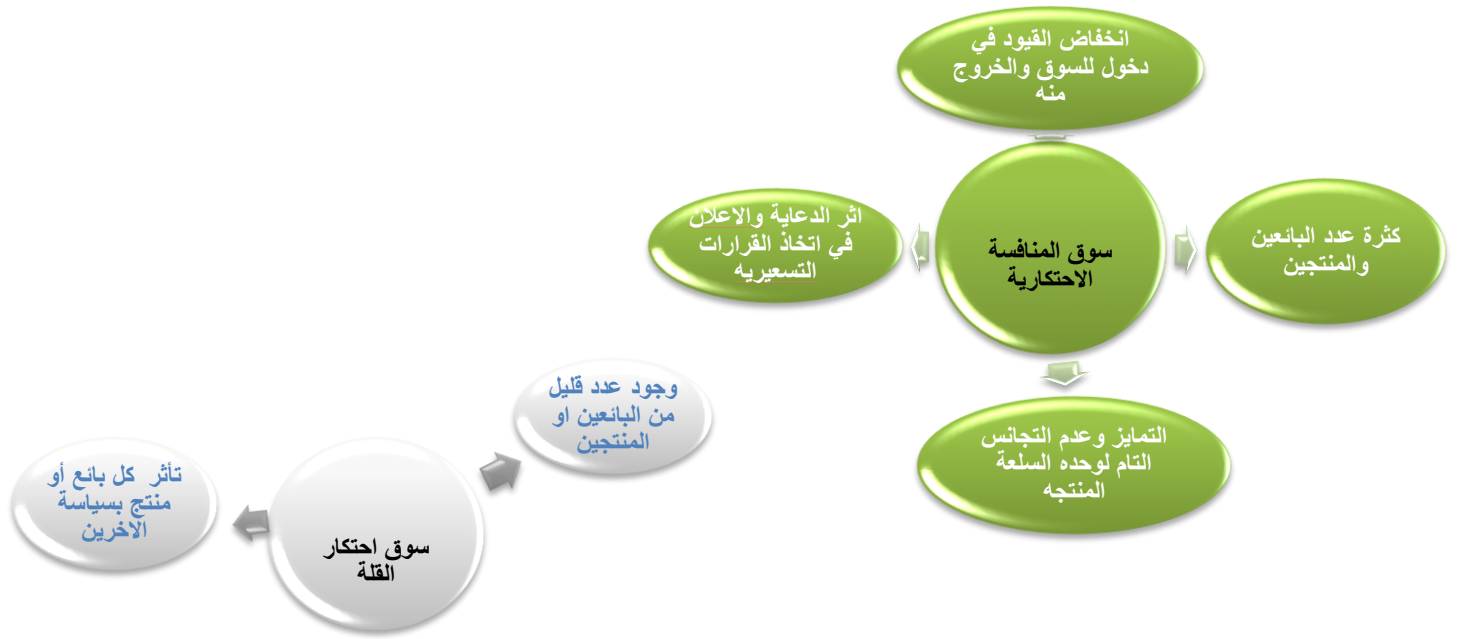 انخفاض القيود في
دخول للسوق والخروج
منه
سوق المنافسة
الاحتكارية
كثرة عدد البائعين
والمنتجين
اثر الدعاية والاعلان
في اتخاذ القرارات
التسعيريه
التمايز وعدم التجانس
التام لوحده السلعة
المنتجه
سوق احتكار
القلة
وجود عدد قليل
من البائعين او
المنتجين
تأثر كل بائع أو
منتج بسياسة
الاخرين